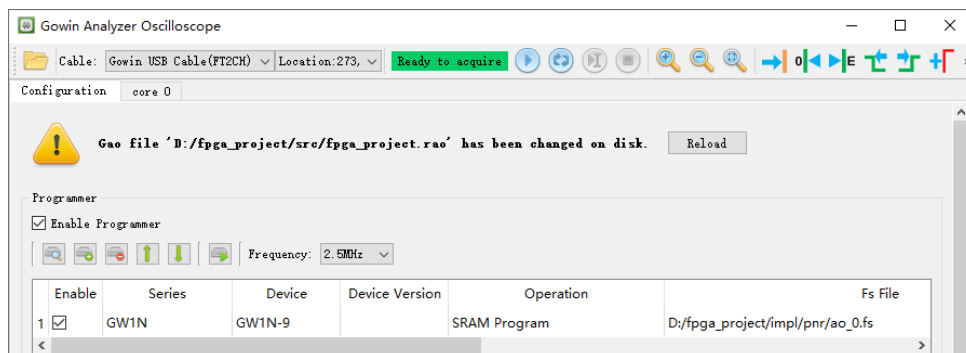 Gowin Analyzer Oscilloscope
Cable: Gowin USB Cable(FT2CH) Location:273, Ready to acquire
Configuration core 0
Gao file 'D:/fpga_project/src/fpga_project.rao' has been changed on disk. Reload
Programmer
Enable Programmer
Frequency: 2.5MHz
Enable Series Device Device Version Operation Fs File
1 GW1N GW1N-9 SRAM Program D:/fpga_project/impl/pnr/ao_0.fs